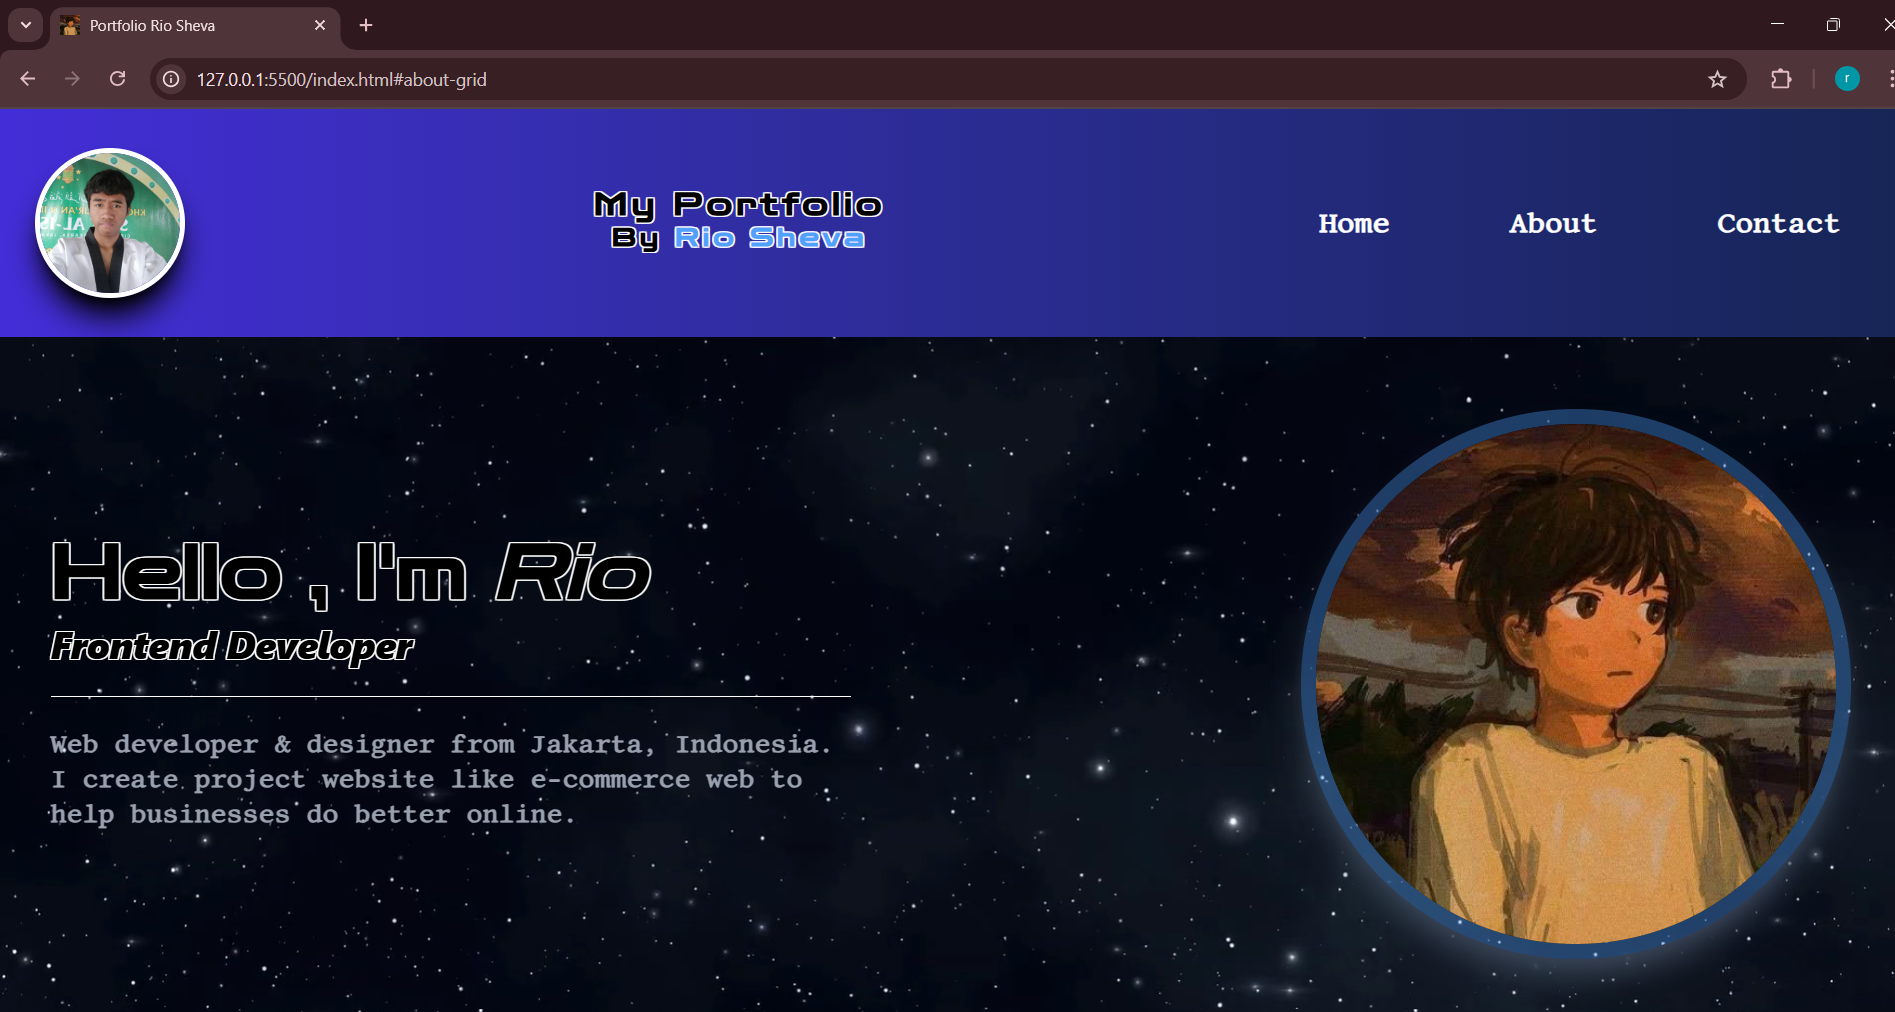 Portfolio Rio Sheva
127.0.0.1:5500/index.html#about-grid
r
My Portfolio
By Rio Sheva
Home About Contact
Hello , I'm Rio
Frontend Developer
Web developer & designer from Jakarta, Indonesia.
I create project website like e-commerce web to
help businesses do better online.